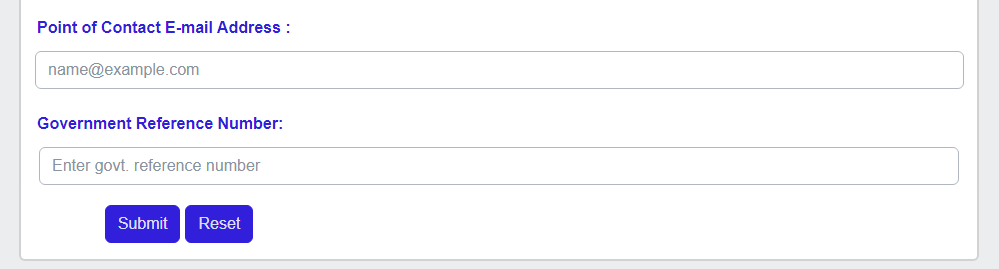 Point of Contact E-mail Address :
name@example.com
Government Reference Number:
Enter govt. reference number
Submit Reset